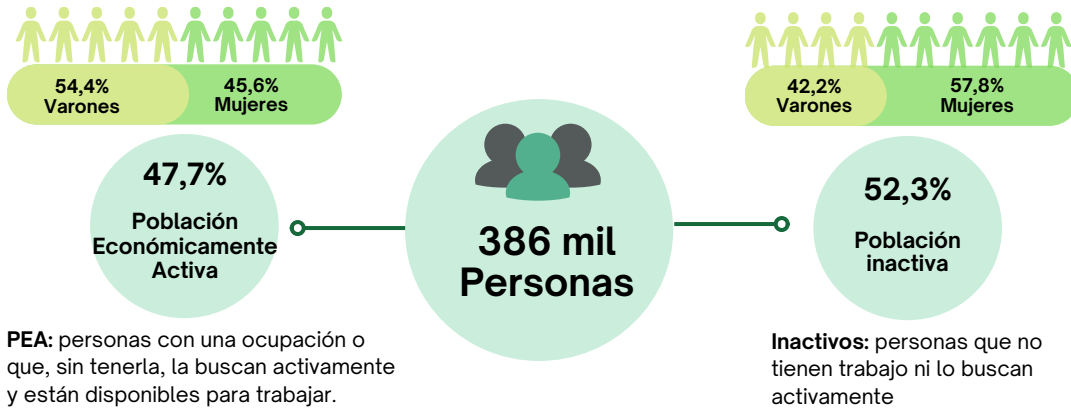 54,4%
Varones
45,6%
Mujeres
47,7%
Población
Económicamente
Activa
PEA: personas con una ocupación o
que, sin tenerla, la buscan activamente
y están disponibles para trabajar.
386 mil
Personas
42,2%
Varones
57,8%
Mujeres
52,3%
Población
inactiva
Inactivos: personas que no
tienen trabajo ni lo buscan
activamente